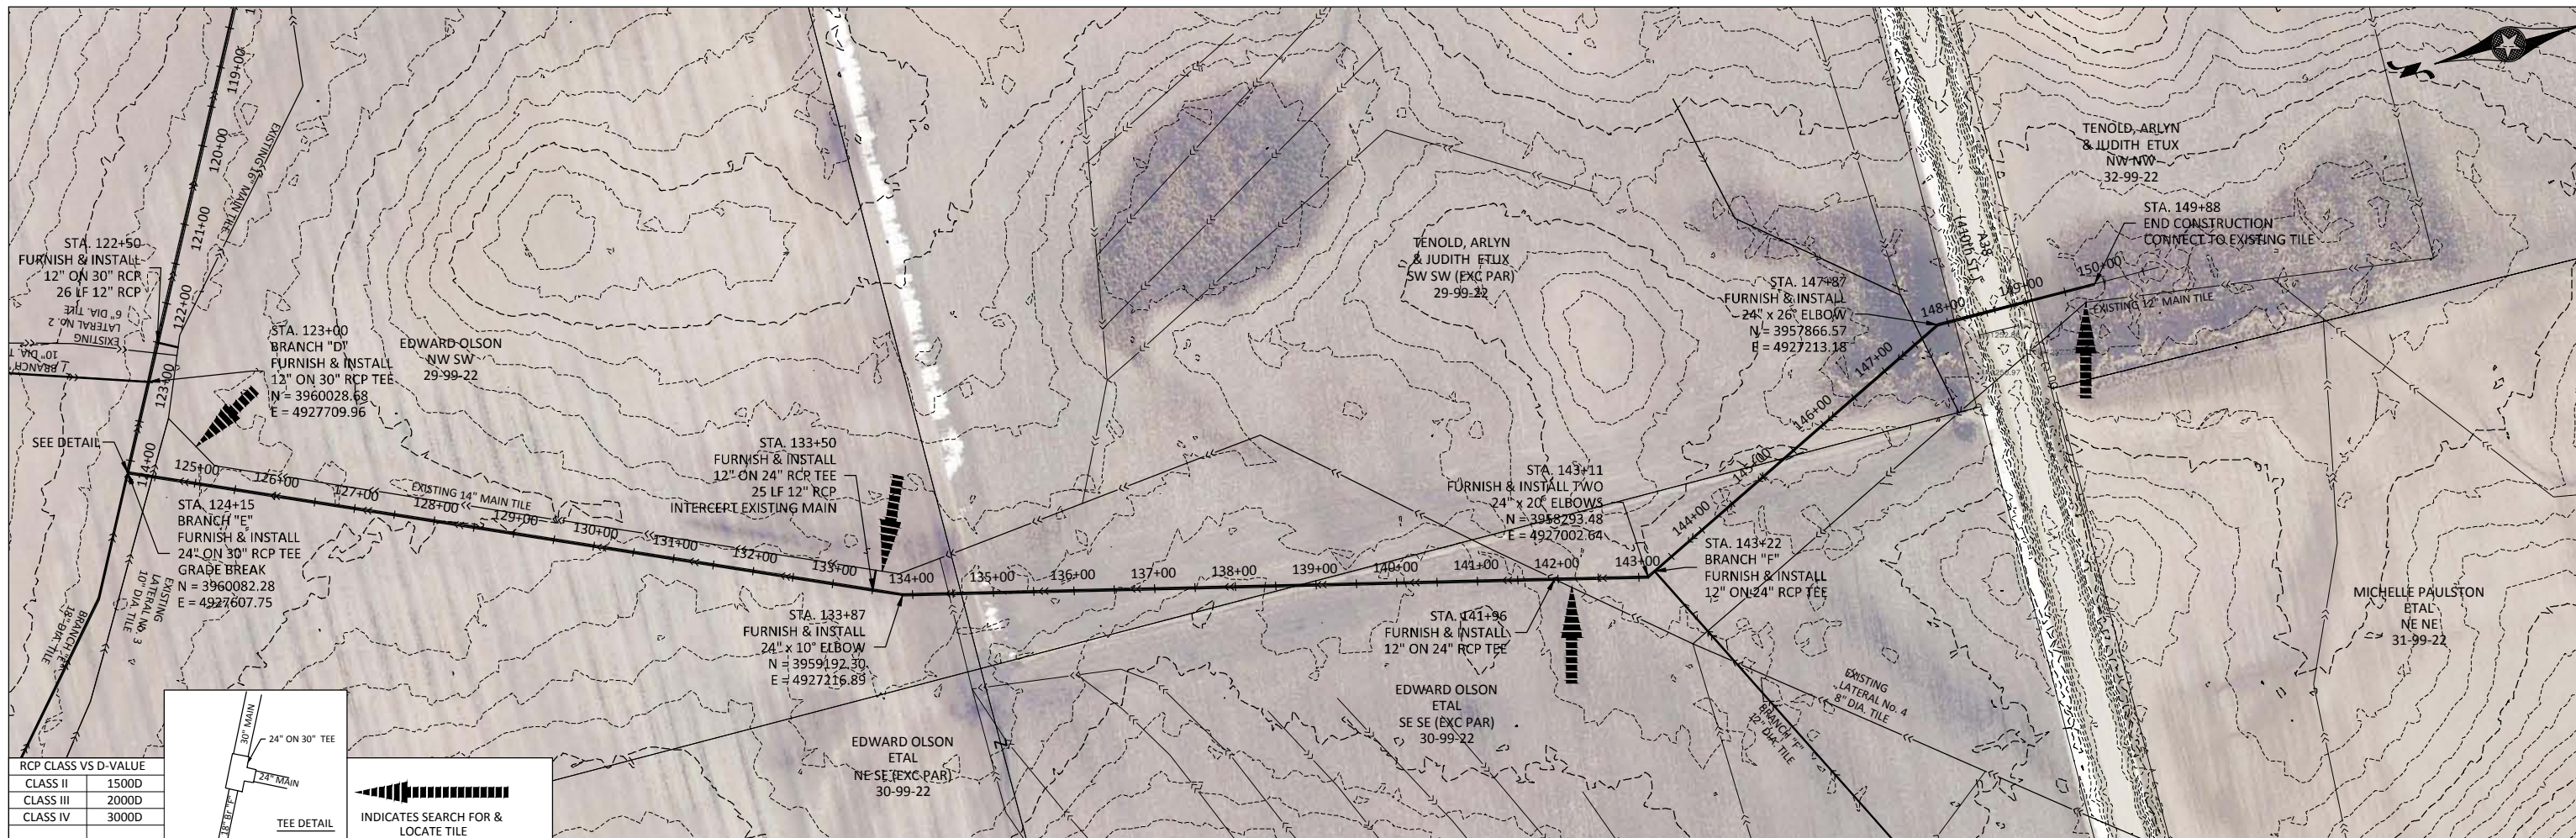 119+00
120+00
121+00
122+00
123+00
124+00
EXISTING 16" MAIN TILE
STA. 122+50
FURNISH & INSTALL
12" ON 30" RCP
26 LF 12" RCP
EXISTING
LATERAL No. 2
6" DIA. TILE
10" DIA. T
STA. 123+00
BRANCH "D"
FURNISH & INSTALL
12" ON 30" RCP TEE
N = 3960028.68
E = 4927709.96
EDWARD OLSON
NW SW
29-99-22
SEE DETAIL
STA. 124+15
BRANCH "E"
FURNISH & INSTALL
24" ON 30" RCP TEE
GRADE BREAK
N = 3960082.28
E = 4927607.75
EXISTING
LATERAL No. 3
10" DIA. TILE
BRANCH "E"
18" DIA. TILE
125+00
126+00
127+00
128+00
129+00
130+00
131+00
132+00
133+00
EXISTING 14" MAIN TILE
STA. 133+50
FURNISH & INSTALL
12" ON 24" RCP TEE
25 LF 12" RCP
INTERCEPT EXISTING MAIN
STA. 133+87
FURNISH & INSTALL
24" x 10° ELBOW
N = 3959192.30
E = 4927216.89
134+00
135+00
136+00
137+00
138+00
139+00
140+00
141+00
142+00
143+00
EDWARD OLSON
ETAL
NE SE (EXC PAR)
30-99-22
TENOLD, ARLYN
& JUDITH ETUX
SW SW (EXC PAR)
29-99-22
STA. 143+11
FURNISH & INSTALL TWO
24" x 20° ELBOWS
N = 3958293.48
E = 4927002.64
STA. 141+96
FURNISH & INSTALL
12" ON 24" RCP TEE
EDWARD OLSON
ETAL
SE SE (EXC PAR)
30-99-22
STA. 143+22
BRANCH "F"
FURNISH & INSTALL
12" ON 24" RCP TEE
144+00
145+00
146+00
147+00
148+00
149+00
150+00
STA. 147+87
FURNISH & INSTALL
24" x 26° ELBOW
N = 3957866.57
E = 4927213.18
A38
(410th ST.)
TENOLD, ARLYN
& JUDITH ETUX
NW NW
32-99-22
STA. 149+88
END CONSTRUCTION
CONNECT TO EXISTING TILE
EXISTING 12" MAIN TILE
EXISTING
LATERAL No. 4
8" DIA. TILE
BRANCH "F"
12" DIA. TILE
MICHELLE PAULSTON
ETAL
NE NE
31-99-22
RCP CLASS VS D-VALUE
CLASS II 1500D
CLASS III 2000D
CLASS IV 3000D
30" MAIN
24" ON 30" TEE
24" MAIN
TEE DETAIL
INDICATES SEARCH FOR &
LOCATE TILE